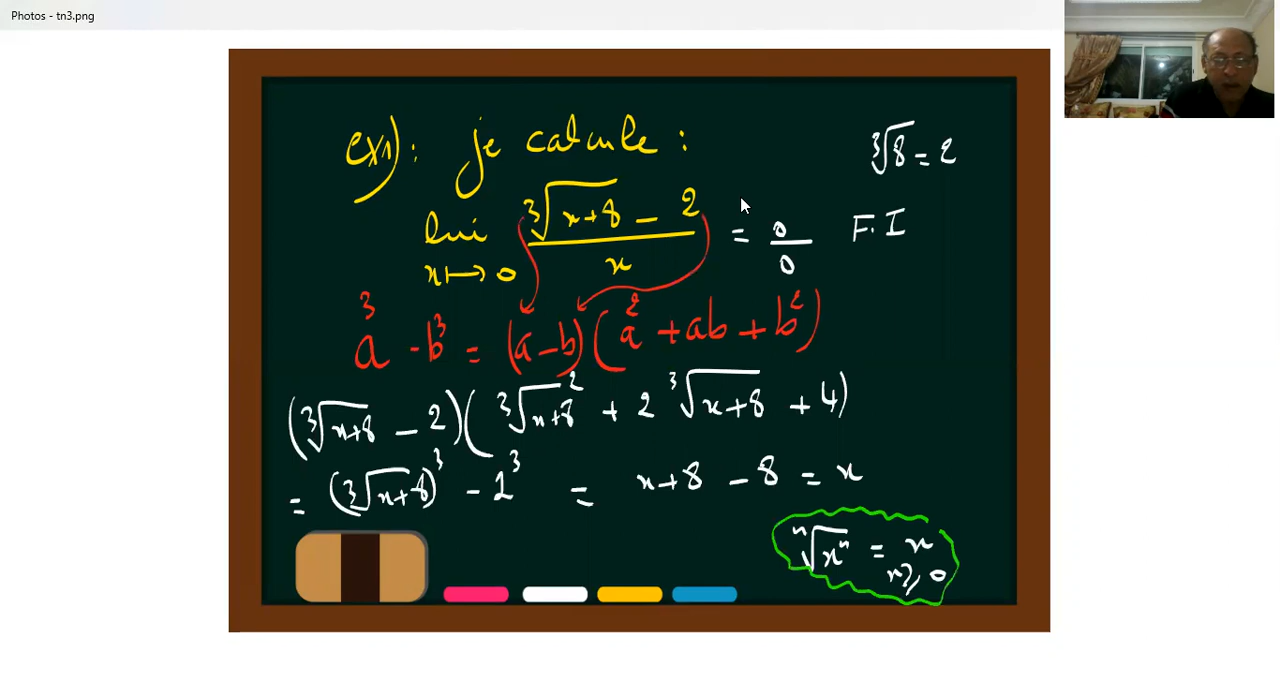 Photos - tn3.png
ex1): je calcule :
∛8 = 2
lim x↦0 (∛(x+8) - 2)/x = 0/0 F.I
a³ - b³ = (a - b)(a² + ab + b²)
(∛(x+8) - 2)(∛(x+8)² + 2∛(x+8) + 4)
= (∛(x+8))³ - 2³ = x+8 - 8 = x
ⁿ√(xⁿ) = x
x ⩾ 0